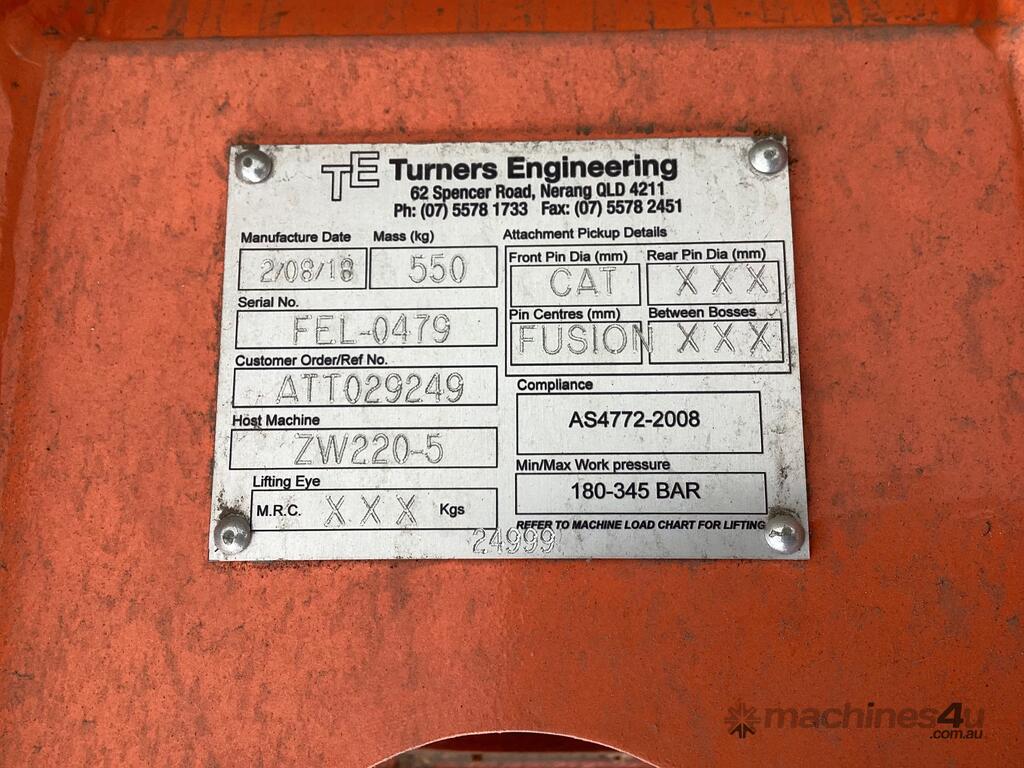 TE Turners Engineering
62 Spencer Road, Nerang QLD 4211
Ph: (07) 5578 1733 Fax: (07) 5578 2451
Manufacture Date Mass (kg)
2/08/18 550
Serial No.
FEL-0479
Customer Order/Ref No.
ATT029249
Host Machine
ZW220-5
Lifting Eye
M.R.C. X X X Kgs
Attachment Pickup Details
Front Pin Dia (mm) Rear Pin Dia (mm)
CAT X X X
Pin Centres (mm) Between Bosses
FUSION X X X
Compliance
AS4772-2008
Min/Max Work pressure
180-345 BAR
REFER TO MACHINE LOAD CHART FOR LIFTING
24999
machines4u
.com.au